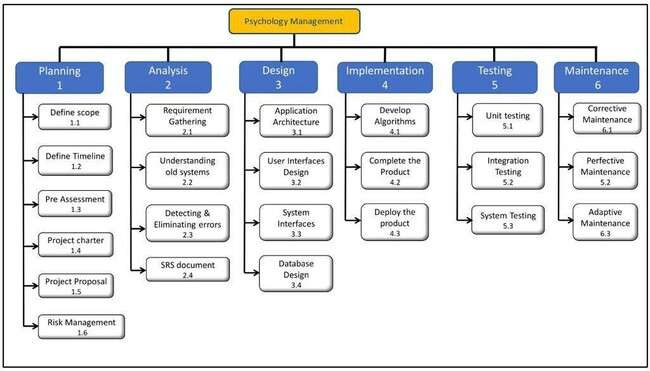 Psychology Management
Planning
1
Analysis
2
Design
3
Implementation
4
Testing
5
Maintenance
6
Define scope
1.1
Define Timeline
1.2
Pre Assessment
1.3
Project charter
1.4
Project Proposal
1.5
Risk Management
1.6
Requirement
Gathering
2.1
Understanding
old systems
2.2
Detecting &
Eliminating errors
2.3
SRS document
2.4
Application
Architecture
3.1
User Interfaces
Design
3.2
System
Interfaces
3.3
Database
Design
3.4
Develop
Algorithms
4.1
Complete the
Product
4.2
Deploy the
product
4.3
Unit testing
5.1
Integration
Testing
5.2
System Testing
5.3
Corrective
Maintenance
6.1
Perfective
Maintenance
5.2
Adaptive
Maintenance
6.3